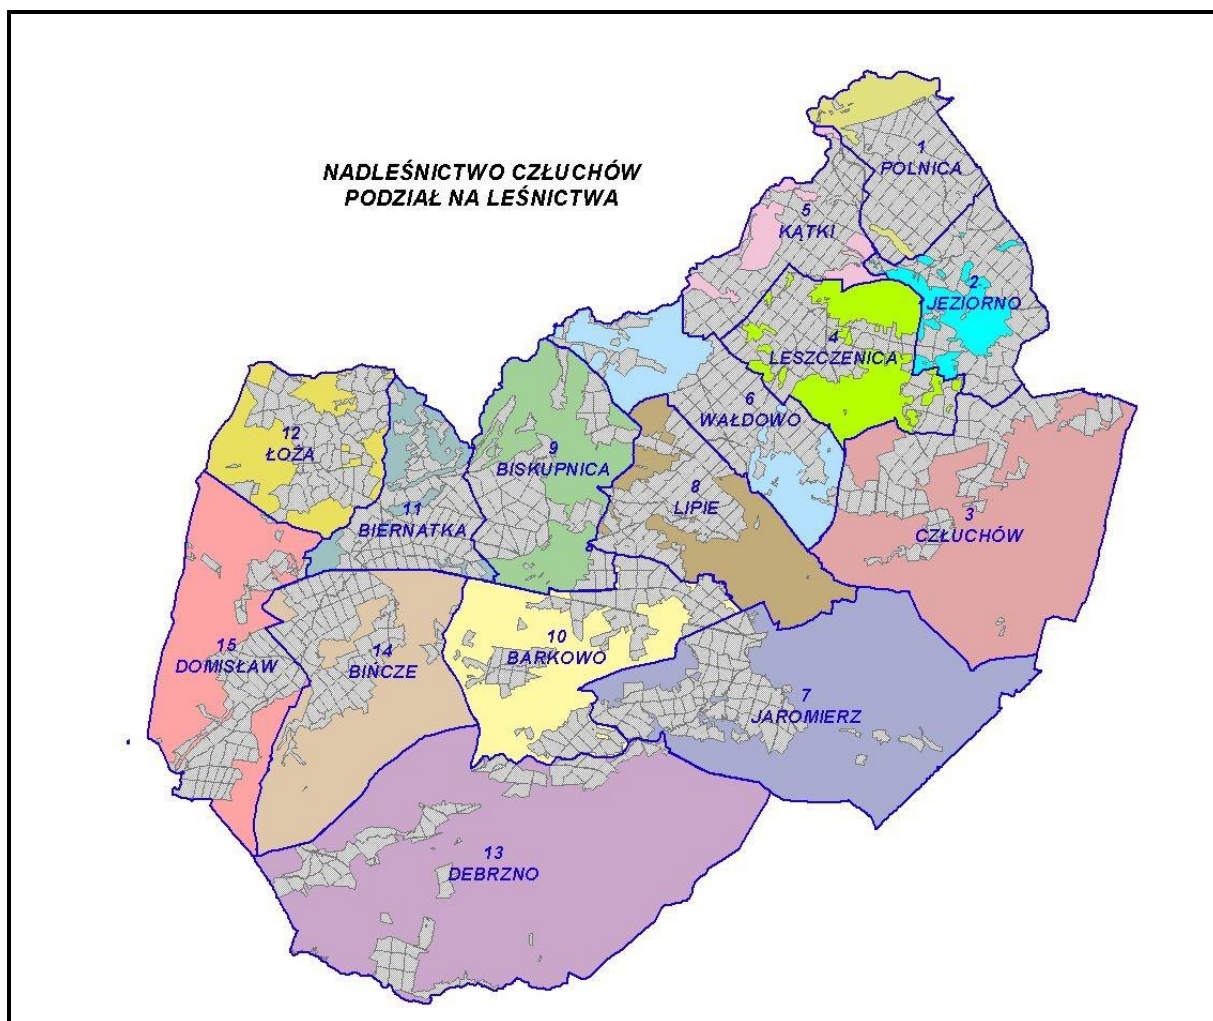 NADLEŚNICTWO CZŁUCHÓW
PODZIAŁ NA LEŚNICTWA
1
POLNICA
5
KĄTKI
2
JEZIORNO
4
LESZCZENICA
6
WAŁDOWO
12
ŁOŻA
9
BISKUPNICA
8
LIPIE
11
BIERNATKA
3
CZŁUCHÓW
8
10
BARKOWO
15
DOMISŁAW
14
BIŃCZE
7
JAROMIERZ
13
DEBRZNO